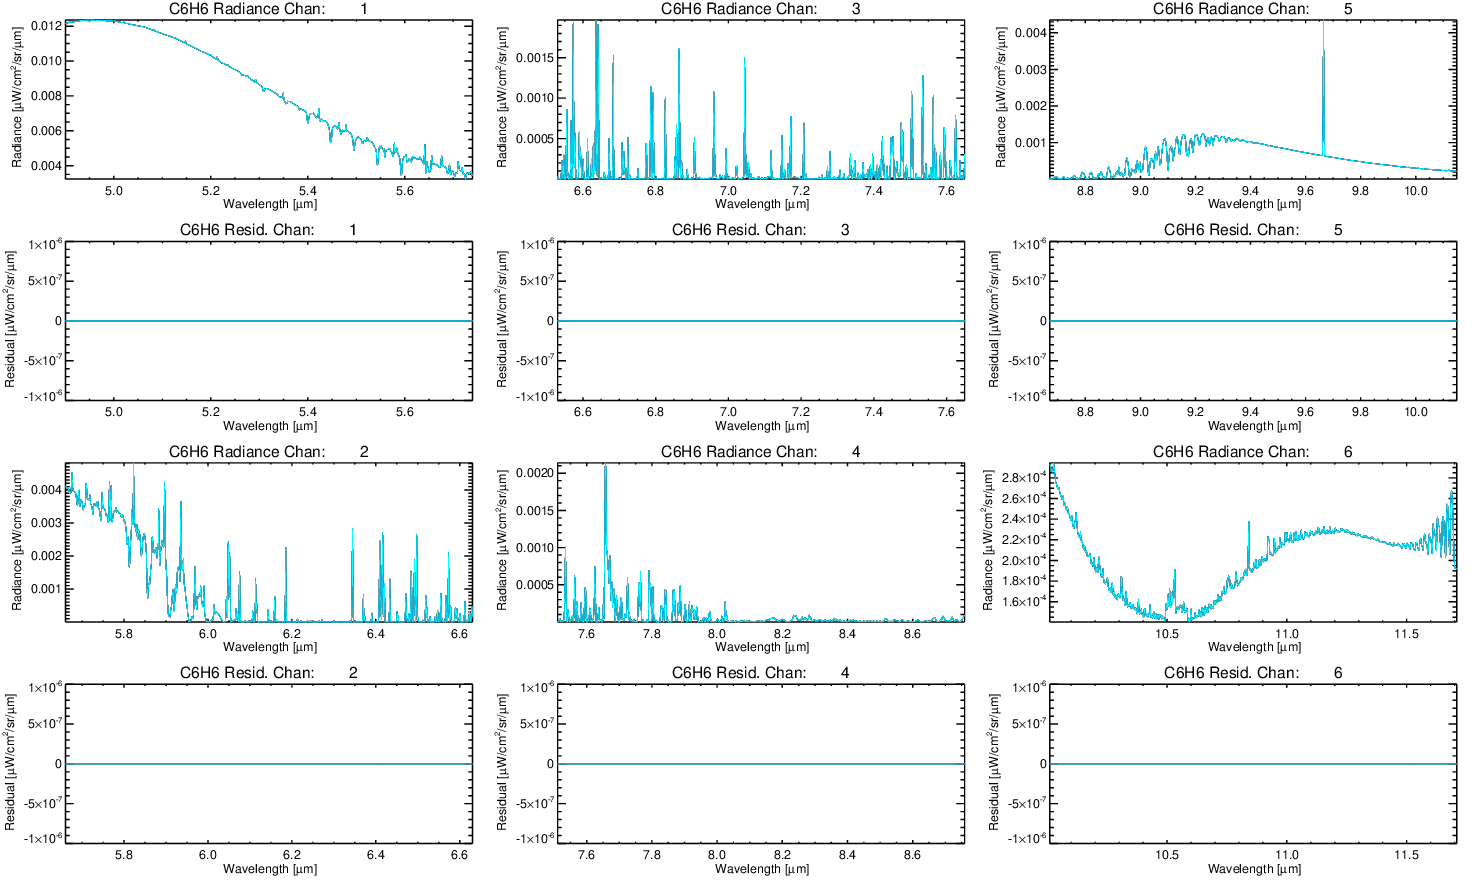 C6H6 Radiance Chan: 1
Radiance [μW/cm²/sr/μm]
0.012
0.010
0.008
0.006
0.004
5.0 5.2 5.4 5.6
Wavelength [μm]
C6H6 Radiance Chan: 3
Radiance [μW/cm²/sr/μm]
0.0015
0.0010
0.0005
6.6 6.8 7.0 7.2 7.4 7.6
Wavelength [μm]
C6H6 Radiance Chan: 5
Radiance [μW/cm²/sr/μm]
0.004
0.003
0.002
0.001
8.8 9.0 9.2 9.4 9.6 9.8 10.0
Wavelength [μm]
C6H6 Resid. Chan: 1
Residual [μW/cm²/sr/μm]
1×10⁻⁶
5×10⁻⁷
0
-5×10⁻⁷
-1×10⁻⁶
5.0 5.2 5.4 5.6
Wavelength [μm]
C6H6 Resid. Chan: 3
Residual [μW/cm²/sr/μm]
1×10⁻⁶
5×10⁻⁷
0
-5×10⁻⁷
-1×10⁻⁶
6.6 6.8 7.0 7.2 7.4 7.6
Wavelength [μm]
C6H6 Resid. Chan: 5
Residual [μW/cm²/sr/μm]
1×10⁻⁶
5×10⁻⁷
0
-5×10⁻⁷
-1×10⁻⁶
8.8 9.0 9.2 9.4 9.6 9.8 10.0
Wavelength [μm]
C6H6 Radiance Chan: 2
Radiance [μW/cm²/sr/μm]
0.004
0.003
0.002
0.001
5.8 6.0 6.2 6.4 6.6
Wavelength [μm]
C6H6 Radiance Chan: 4
Radiance [μW/cm²/sr/μm]
0.0020
0.0015
0.0010
0.0005
7.6 7.8 8.0 8.2 8.4 8.6
Wavelength [μm]
C6H6 Radiance Chan: 6
Radiance [μW/cm²/sr/μm]
2.8×10⁻⁴
2.6×10⁻⁴
2.4×10⁻⁴
2.2×10⁻⁴
2.0×10⁻⁴
1.8×10⁻⁴
1.6×10⁻⁴
10.5 11.0 11.5
Wavelength [μm]
C6H6 Resid. Chan: 2
Residual [μW/cm²/sr/μm]
1×10⁻⁶
5×10⁻⁷
0
-5×10⁻⁷
-1×10⁻⁶
5.8 6.0 6.2 6.4 6.6
Wavelength [μm]
C6H6 Resid. Chan: 4
Residual [μW/cm²/sr/μm]
1×10⁻⁶
5×10⁻⁷
0
-5×10⁻⁷
-1×10⁻⁶
7.6 7.8 8.0 8.2 8.4 8.6
Wavelength [μm]
C6H6 Resid. Chan: 6
Residual [μW/cm²/sr/μm]
1×10⁻⁶
5×10⁻⁷
0
-5×10⁻⁷
-1×10⁻⁶
10.5 11.0 11.5
Wavelength [μm]